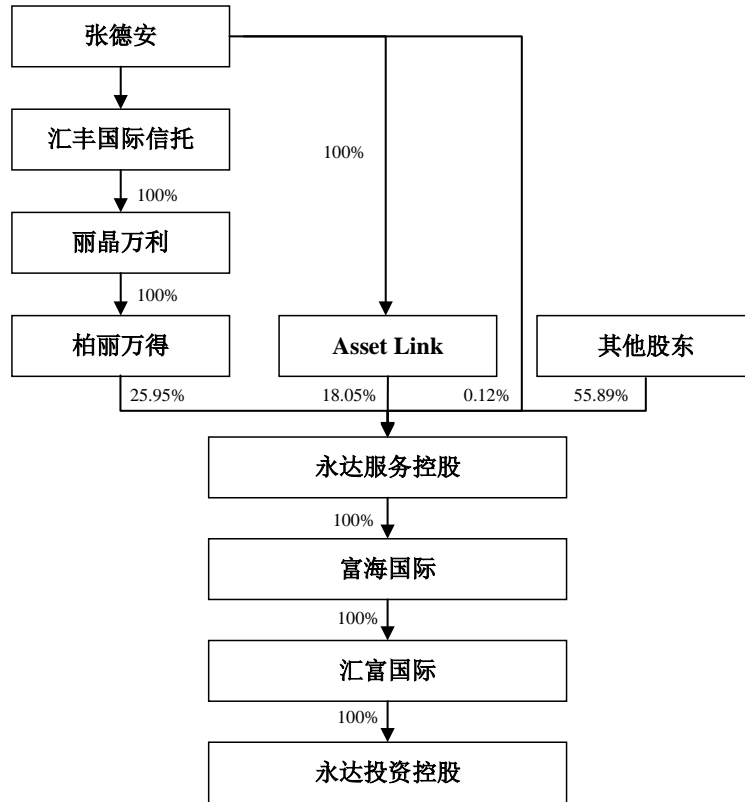 张德安
汇丰国际信托
100%
100%
丽晶万利
100%
柏丽万得
Asset Link
其他股东
25.95%
18.05%
0.12%
55.89%
永达服务控股
100%
富海国际
100%
汇富国际
100%
永达投资控股